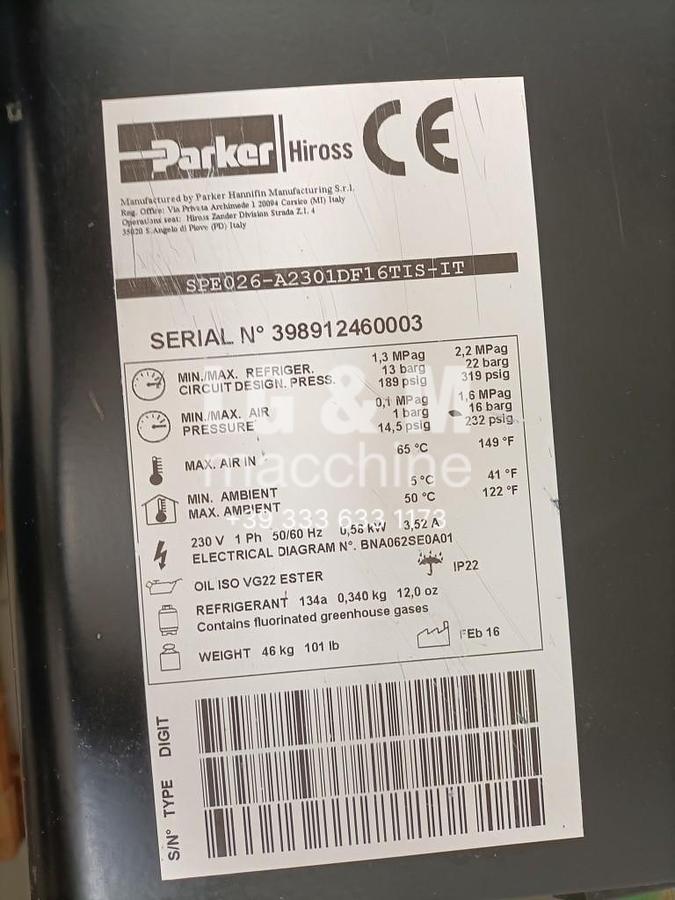 Parker Hiross CE
Manufactured by Parker Hannifin Manufacturing S.r.l.
Reg. Office: Via Privata Archimede 1 20094 Corsico (MI) Italy
Operations seat: Hiross Zander Division Strada Z.I. 4
35020 S.Angelo di Piove (PD) Italy
SPE026-A2301DF16TIS-IT
SERIAL N° 398912460003
MIN./MAX. REFRIGER. 1,3 MPag 2,2 MPag
CIRCUIT DESIGN. PRESS. 13 barg 22 barg
189 psig 319 psig
MIN./MAX. AIR 0,1 MPag 1,6 MPag
PRESSURE 1 barg 16 barg
14,5 psig 232 psig
MAX. AIR IN 65 °C 149 °F
MIN. AMBIENT 5°C 41 °F
MAX. AMBIENT 50 °C 122 °F
230 V 1 Ph 50/60 Hz 0,56 kW 3,52 A
ELECTRICAL DIAGRAM N°. BNA062SE0A01
OIL ISO VG22 ESTER IP22
REFRIGERANT 134a 0,340 kg 12,0 oz
Contains fluorinated greenhouse gases
WEIGHT 46 kg 101 lb FEb 16
S/N° TYPE DIGIT
G & M
macchine
+39 333 633 1173